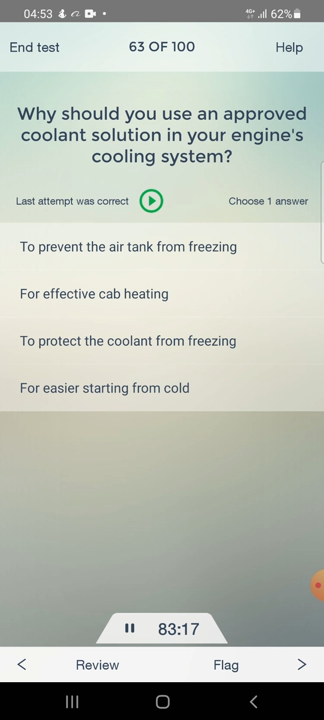 04:53 4G+ 62%
End test 63 OF 100 Help
Why should you use an approved
coolant solution in your engine's
cooling system?
Last attempt was correct Choose 1 answer
To prevent the air tank from freezing
For effective cab heating
To protect the coolant from freezing
For easier starting from cold
83:17
< Review Flag >